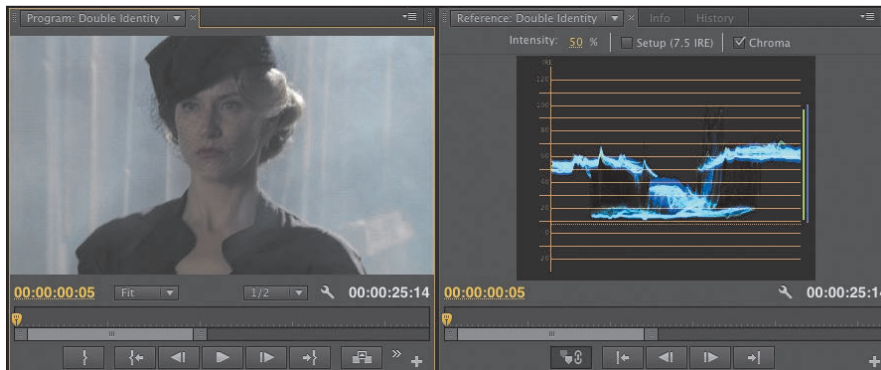 Program: Double Identity
Reference: Double Identity
Info
History
Intensity: 50 %
Setup (7.5 IRE)
Chroma
IRE
120
100
80
60
40
20
0
20
00:00:00:05
Fit
1/2
00:00:25:14
00:00:00:05
00:00:25:14